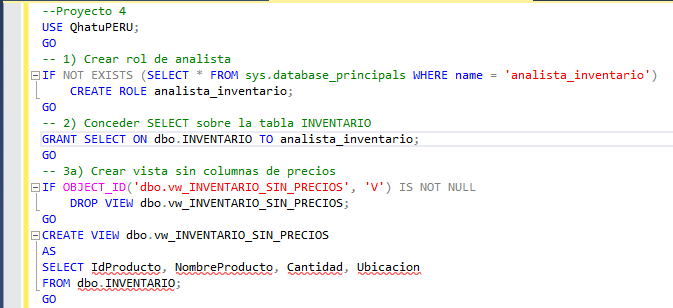 --Proyecto 4
USE QhatuPERU;
GO
-- 1) Crear rol de analista
IF NOT EXISTS (SELECT * FROM sys.database_principals WHERE name = 'analista_inventario')
CREATE ROLE analista_inventario;
GO
-- 2) Conceder SELECT sobre la tabla INVENTARIO
GRANT SELECT ON dbo.INVENTARIO TO analista_inventario;
GO
-- 3a) Crear vista sin columnas de precios
IF OBJECT_ID('dbo.vw_INVENTARIO_SIN_PRECIOS', 'V') IS NOT NULL
DROP VIEW dbo.vw_INVENTARIO_SIN_PRECIOS;
GO
CREATE VIEW dbo.vw_INVENTARIO_SIN_PRECIOS
AS
SELECT IdProducto, NombreProducto, Cantidad, Ubicacion
FROM dbo.INVENTARIO;
GO